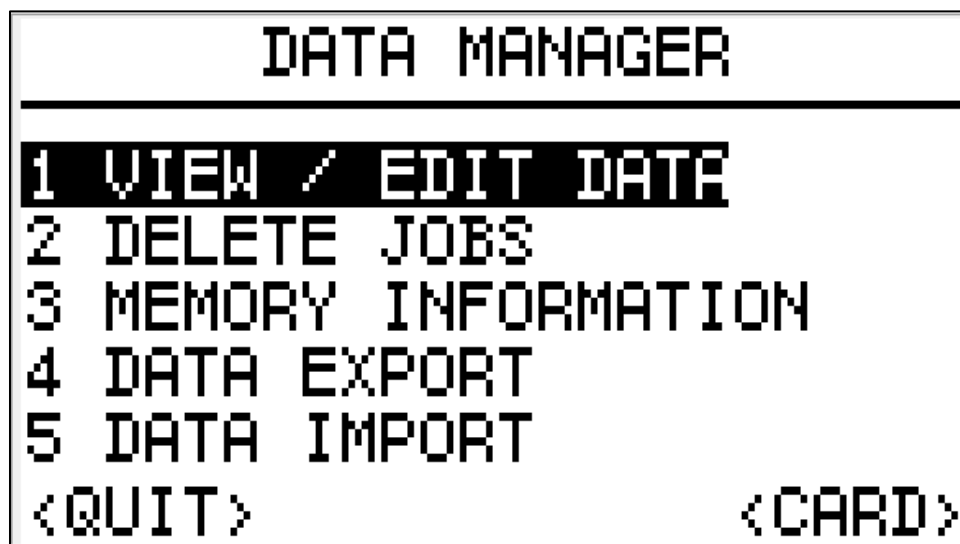 DATA MANAGER
1 VIEW / EDIT DATA
2 DELETE JOBS
3 MEMORY INFORMATION
4 DATA EXPORT
5 DATA IMPORT
<QUIT> <CARD>